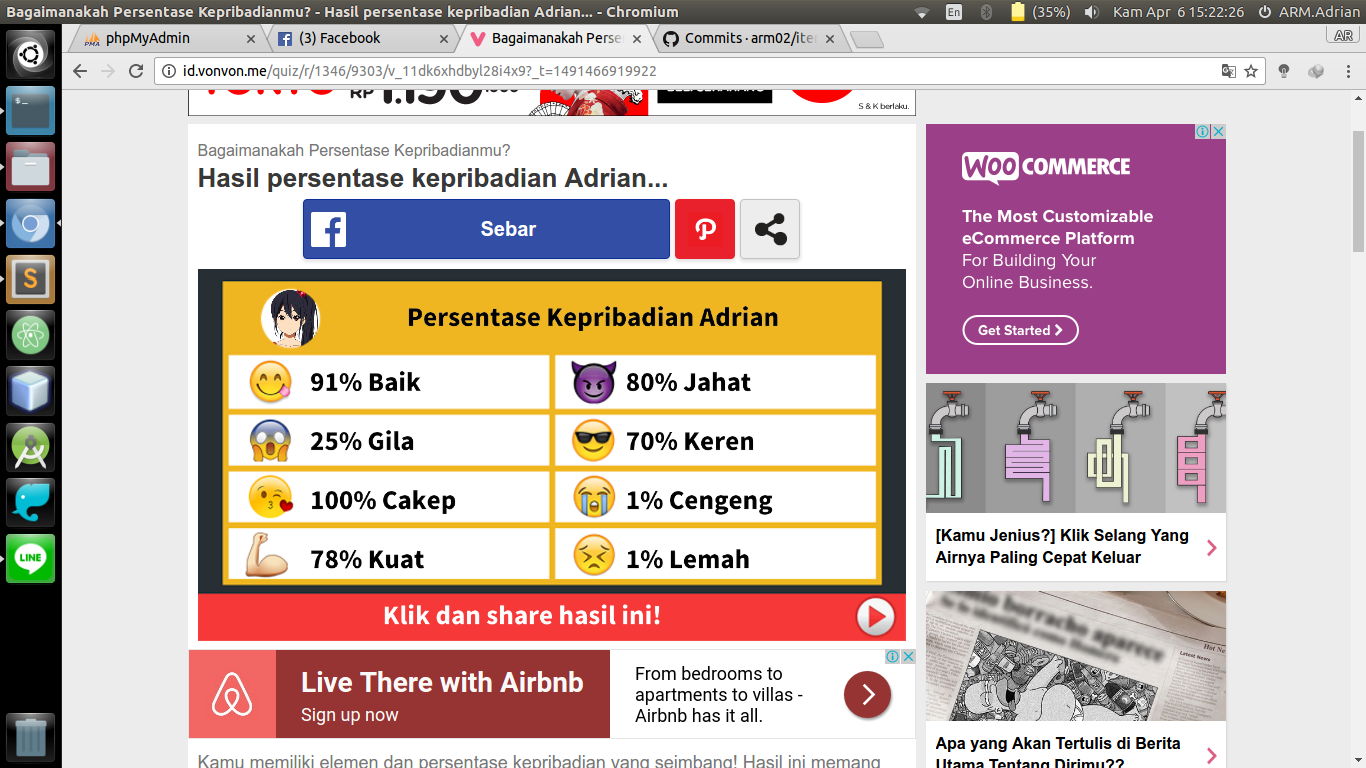 Bagaimanakah Persentase Kepribadianmu? - Hasil persentase kepribadian Adrian... - Chromium
En
(35%)
Kam Apr 6 15:22:26
ARM.Adrian
phpMyAdmin
(3) Facebook
Bagaimanakah Perse
Commits · arm02/ite
AR
id.vonvon.me/quiz/r/1346/9303/v_11dk6xhdbyl28i4x9?_t=1491466919922
RP
S & K berlaku.
Bagaimanakah Persentase Kepribadianmu?
Hasil persentase kepribadian Adrian...
Sebar
Persentase Kepribadian Adrian
91% Baik
80% Jahat
25% Gila
70% Keren
100% Cakep
1% Cengeng
78% Kuat
1% Lemah
Klik dan share hasil ini!
Live There with Airbnb
Sign up now
From bedrooms to
apartments to villas -
Airbnb has it all.
Kamu memiliki elemen dan persentase kepribadian yang seimbang! Hasil ini memang
WOO COMMERCE
The Most Customizable
eCommerce Platform
For Building Your
Online Business.
Get Started
[Kamu Jenius?] Klik Selang Yang
Airnya Paling Cepat Keluar
borracho aparece
Latest News
Apa yang Akan Tertulis di Berita
Utama Tentang Dirimu??
LINE